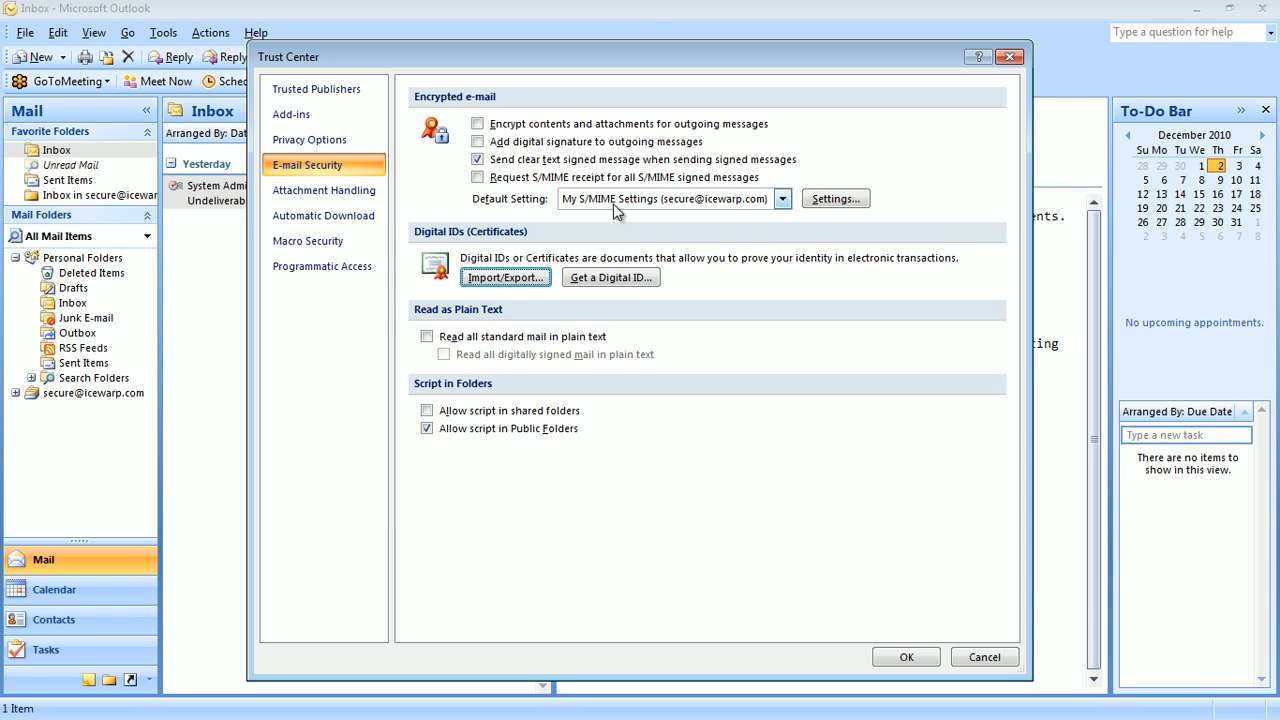 Inbox - Microsoft Outlook
File Edit View Go Tools Actions Help
Type a question for help
New Reply Reply
GoToMeeting Meet Now Sched
Mail
Favorite Folders
Inbox
Unread Mail
Sent Items
Inbox in secure@icewar
Mail Folders
All Mail Items
Personal Folders
Deleted Items
Drafts
Inbox
Junk E-mail
Outbox
RSS Feeds
Sent Items
Search Folders
secure@icewarp.com
Mail
Calendar
Contacts
Tasks
1 Item
Inbox
Arranged By: Dat
Yesterday
System Admi
Undeliverab
Trust Center
Trusted Publishers
Add-ins
Privacy Options
E-mail Security
Attachment Handling
Automatic Download
Macro Security
Programmatic Access
Encrypted e-mail
Encrypt contents and attachments for outgoing messages
Add digital signature to outgoing messages
Send clear text signed message when sending signed messages
Request S/MIME receipt for all S/MIME signed messages
Default Setting: My S/MIME Settings (secure@icewarp.com) Settings...
Digital IDs (Certificates)
Digital IDs or Certificates are documents that allow you to prove your identity in electronic transactions.
Import/Export... Get a Digital ID...
Read as Plain Text
Read all standard mail in plain text
Read all digitally signed mail in plain text
Script in Folders
Allow script in shared folders
Allow script in Public Folders
OK Cancel
ents.
ing
To-Do Bar
December 2010
Su Mo Tu We Th Fr Sa
28 29 30 1 2 3 4
5 6 7 8 9 10 11
12 13 14 15 16 17 18
19 20 21 22 23 24 25
26 27 28 29 30 31 1
2 3 4 5 6 7 8
No upcoming appointments.
Arranged By: Due Date
Type a new task
There are no items to
show in this view.